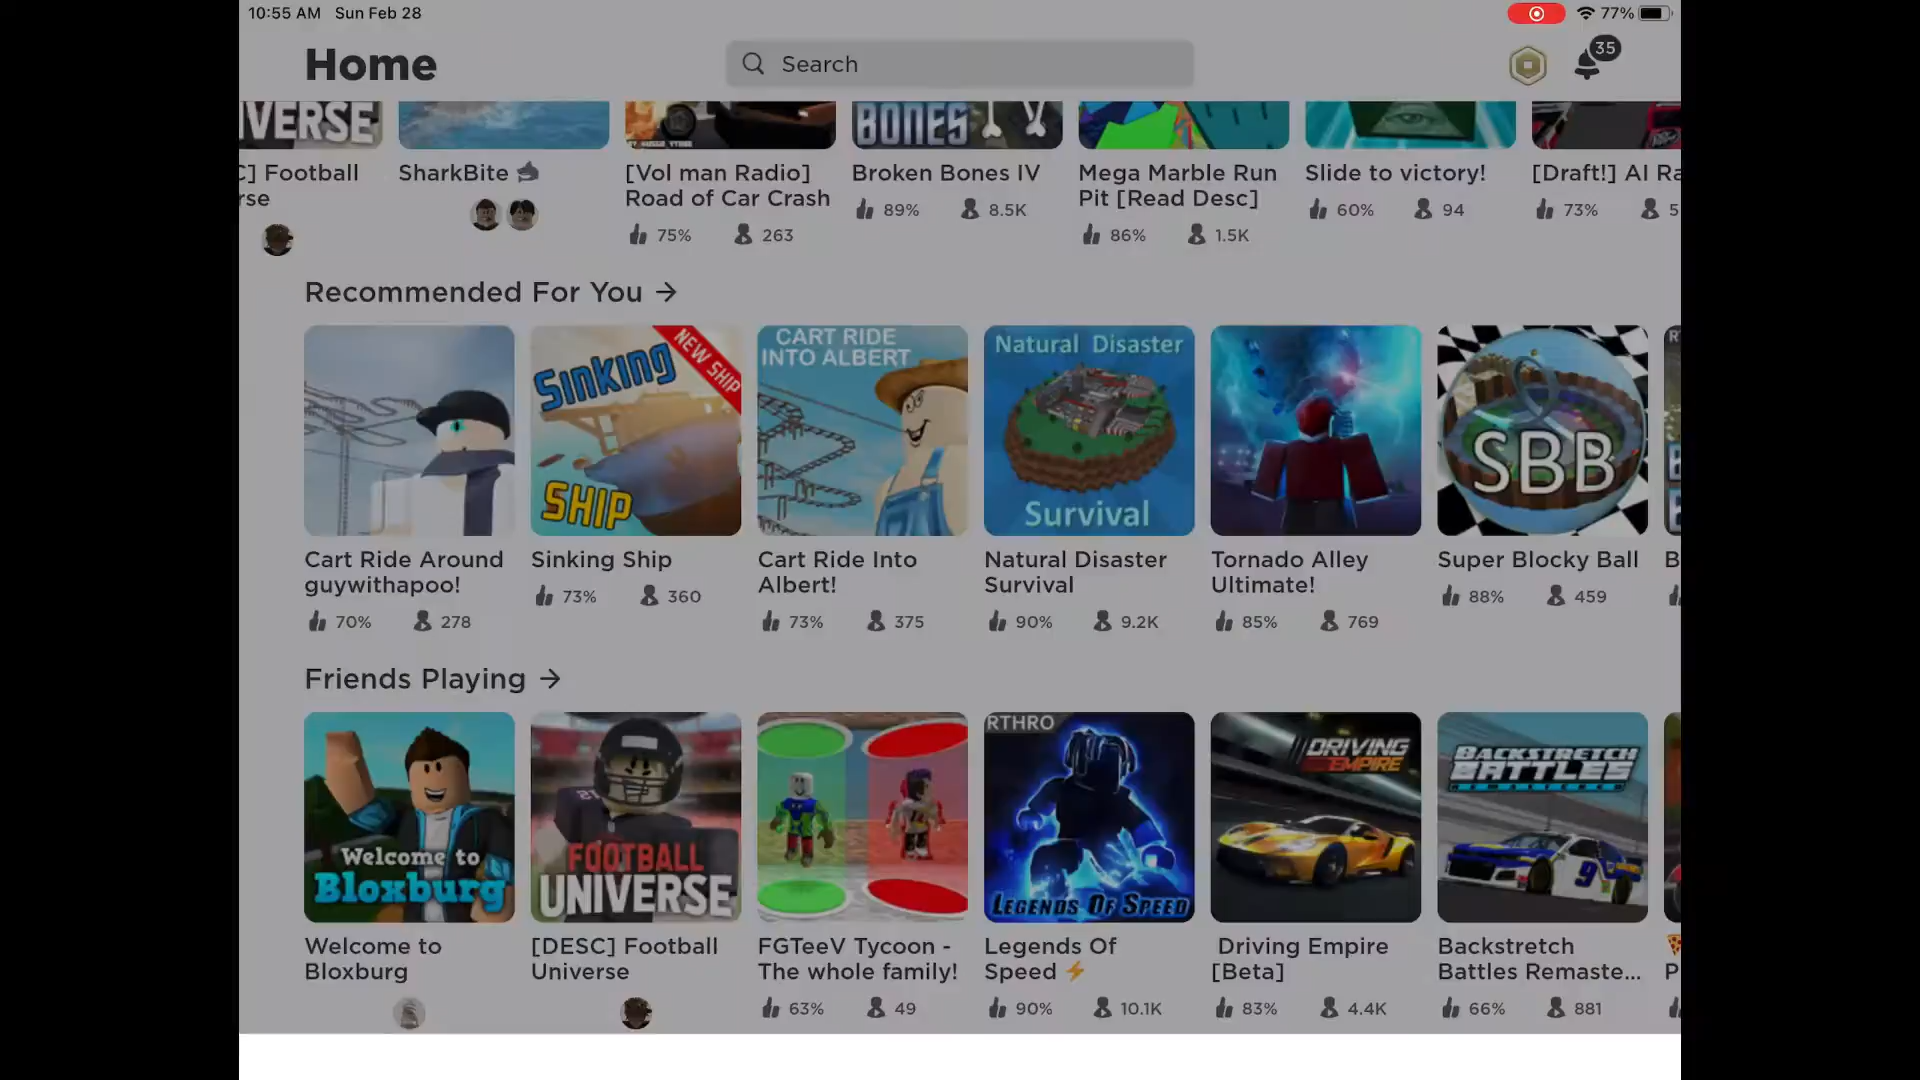 10:55 AM Sun Feb 28
77%
Home
Search
35
IVERSE
BONES IV
C] Football
rse
SharkBite
[Vol man Radio]
Road of Car Crash
75% 263
Broken Bones IV
89% 8.5K
Mega Marble Run
Pit [Read Desc]
86% 1.5K
Slide to victory!
60% 94
[Draft!] AI Ra
73% 5
Recommended For You →
SINKING
SHIP
NEW SHIP
CART RIDE
INTO ALBERT
Natural Disaster
Survival
SBB
Cart Ride Around
guywithapoo!
70% 278
Sinking Ship
73% 360
Cart Ride Into
Albert!
73% 375
Natural Disaster
Survival
90% 9.2K
Tornado Alley
Ultimate!
85% 769
Super Blocky Ball
88% 459
B
Friends Playing →
Welcome to
Bloxburg
FOOTBALL
UNIVERSE
RTHRO
LEGENDS OF SPEED
DRIVING
EMPIRE
BACKSTRETCH
BATTLES
REMASTERED
9
Welcome to
Bloxburg
[DESC] Football
Universe
FGTeeV Tycoon -
The whole family!
63% 49
Legends Of
Speed ⚡
90% 10.1K
Driving Empire
[Beta]
83% 4.4K
Backstretch
Battles Remaste...
66% 881
P